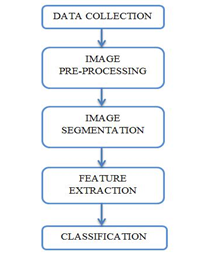 DATA COLLECTION
IMAGE
PRE-PROCESSING
IMAGE
SEGMENTATION
FEATURE
EXTRACTION
CLASSIFICATION